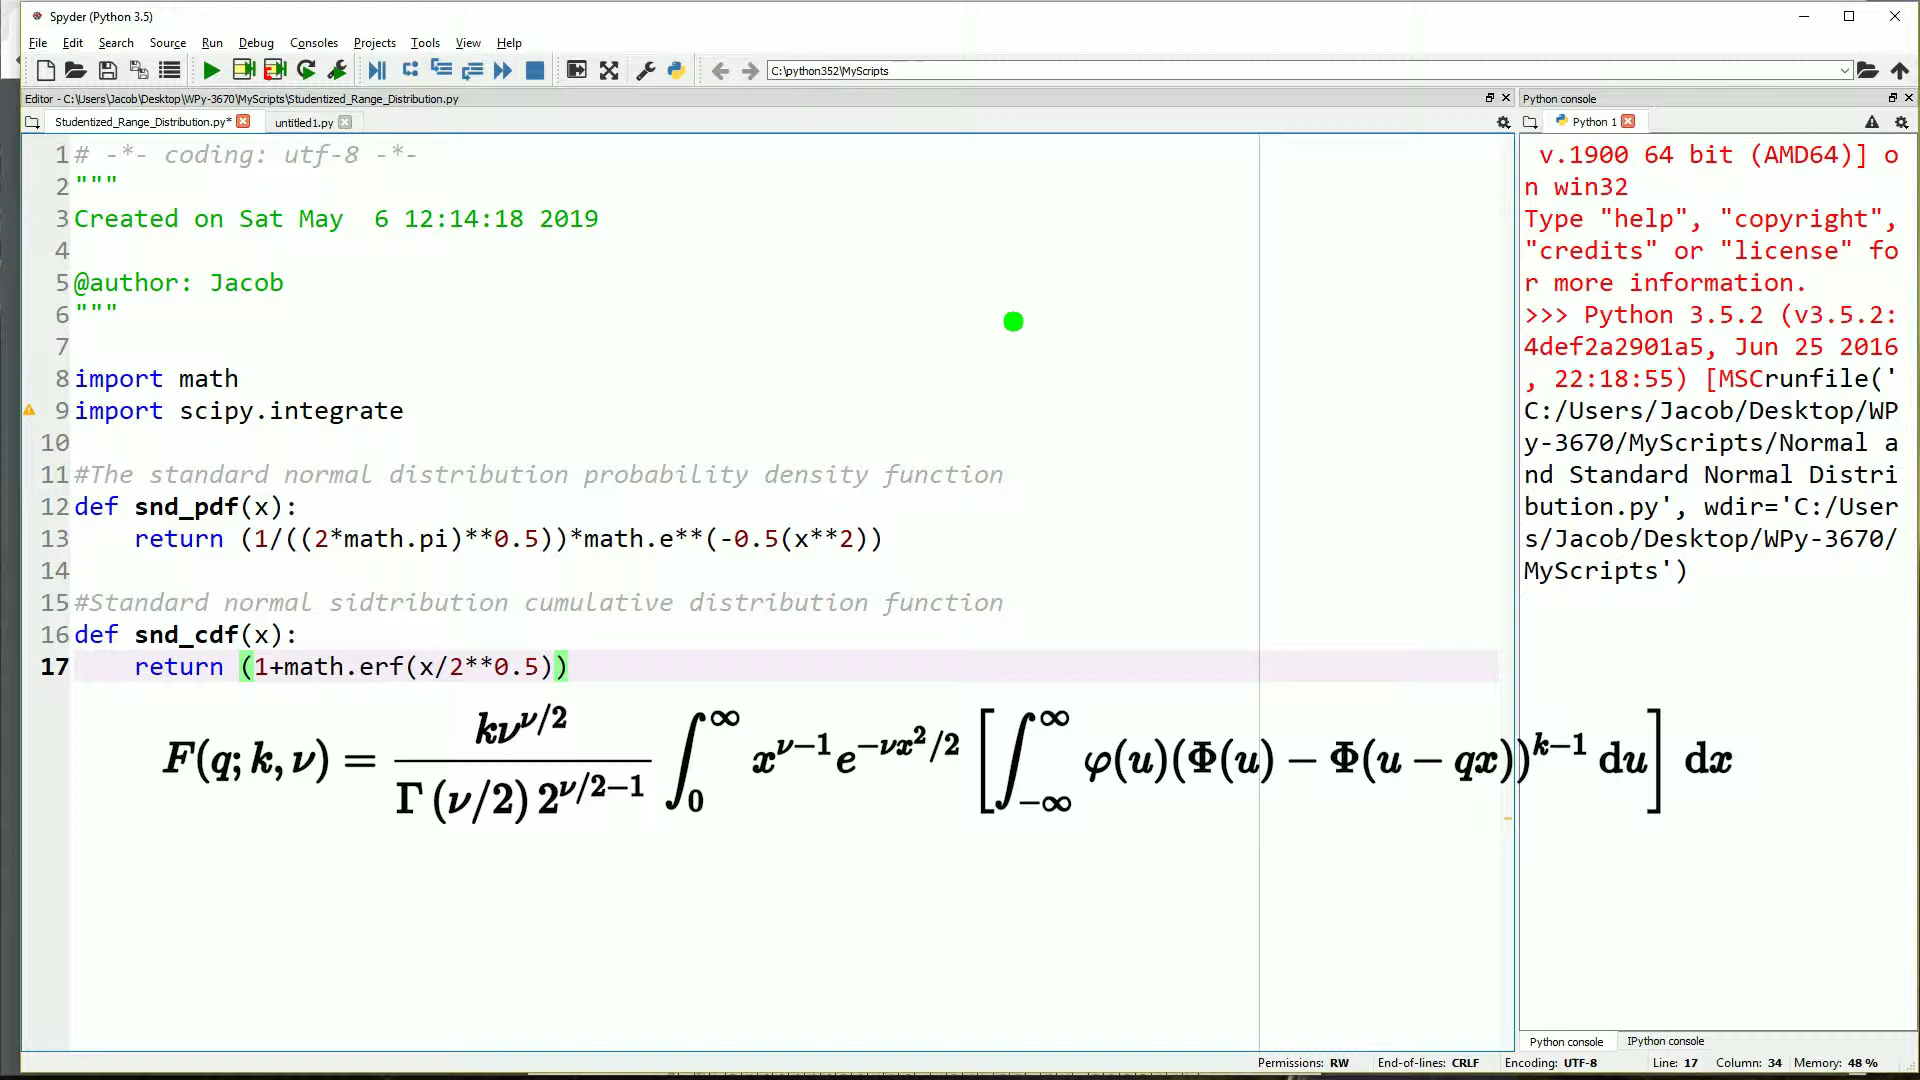 Spyder (Python 3.5)
File Edit Search Source Run Debug Consoles Projects Tools View Help
C:\python352\MyScripts
Editor - C:\Users\Jacob\Desktop\WPy-3670\MyScripts\Studentized_Range_Distribution.py
Studentized_Range_Distribution.py* untitled1.py
1 # -*- coding: utf-8 -*-
2 """
3 Created on Sat May  6 12:14:18 2019
4
5 @author: Jacob
6 """
7
8 import math
9 import scipy.integrate
10
11 #The standard normal distribution probability density function
12 def snd_pdf(x):
13     return (1/((2*math.pi)**0.5))*math.e**(-0.5(x**2))
14
15 #Standard normal sidtribution cumulative distribution function
16 def snd_cdf(x):
17     return (1+math.erf(x/2**0.5))
F(q; k, ν) = kν^{ν/2} / (Γ(ν/2) 2^{ν/2−1}) ∫_0^∞ x^{ν−1} e^{−νx²/2} [∫_{−∞}^∞ φ(u)(Φ(u) − Φ(u − qx))^{k−1} du] dx
Python console
Python 1
v.1900 64 bit (AMD64)] o
n win32
Type "help", "copyright",
"credits" or "license" fo
r more information.
>>> Python 3.5.2 (v3.5.2:
4def2a2901a5, Jun 25 2016
, 22:18:55) [MSCrunfile('
C:/Users/Jacob/Desktop/WP
y-3670/MyScripts/Normal a
nd Standard Normal Distri
bution.py', wdir='C:/User
s/Jacob/Desktop/WPy-3670/
MyScripts')
Python console IPython console
Permissions: RW End-of-lines: CRLF Encoding: UTF-8 Line: 17 Column: 34 Memory: 48 %